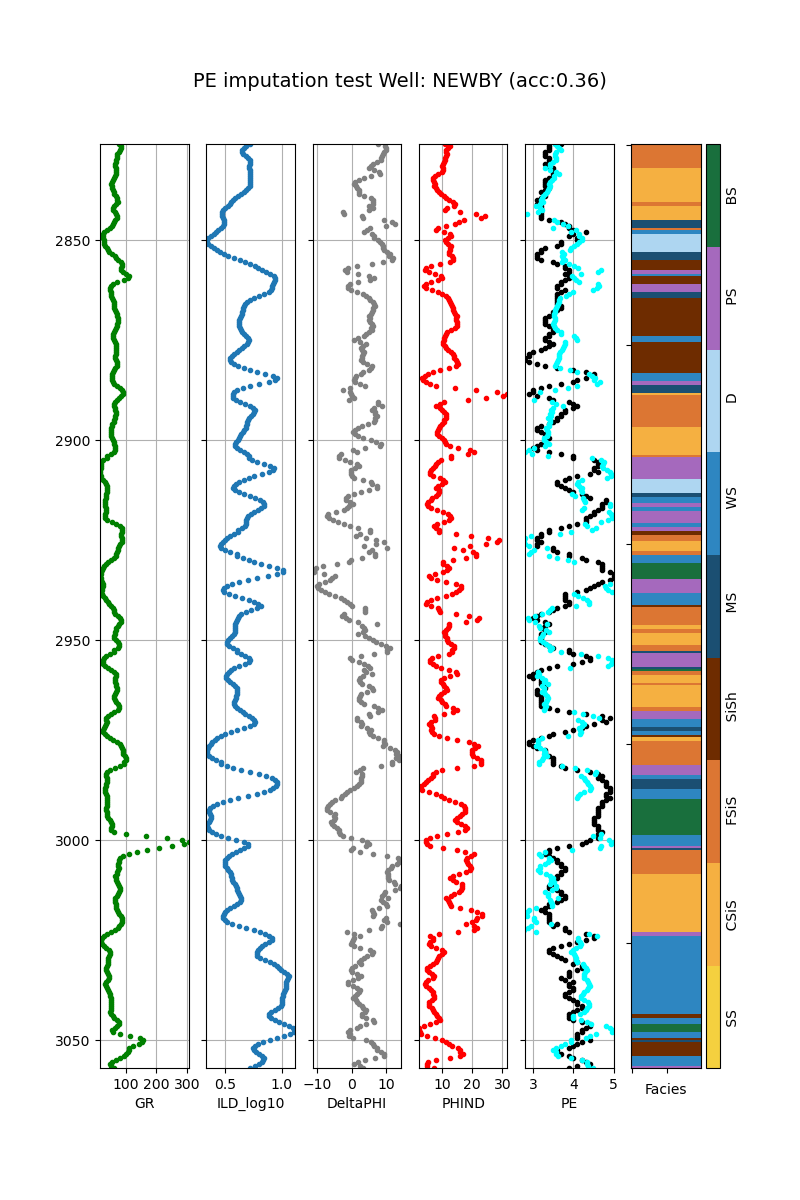 PE imputation test Well: NEWBY (acc:0.36)
2850
2900
2950
3000
3050
100 200 300
0.5 1.0
−10 0 10
10 20 30
3 4 5
GR
ILD_log10
DeltaPHI
PHIND
PE
Facies
BS
PS
D
WS
MS
SiSh
FSiS
CSiS
SS